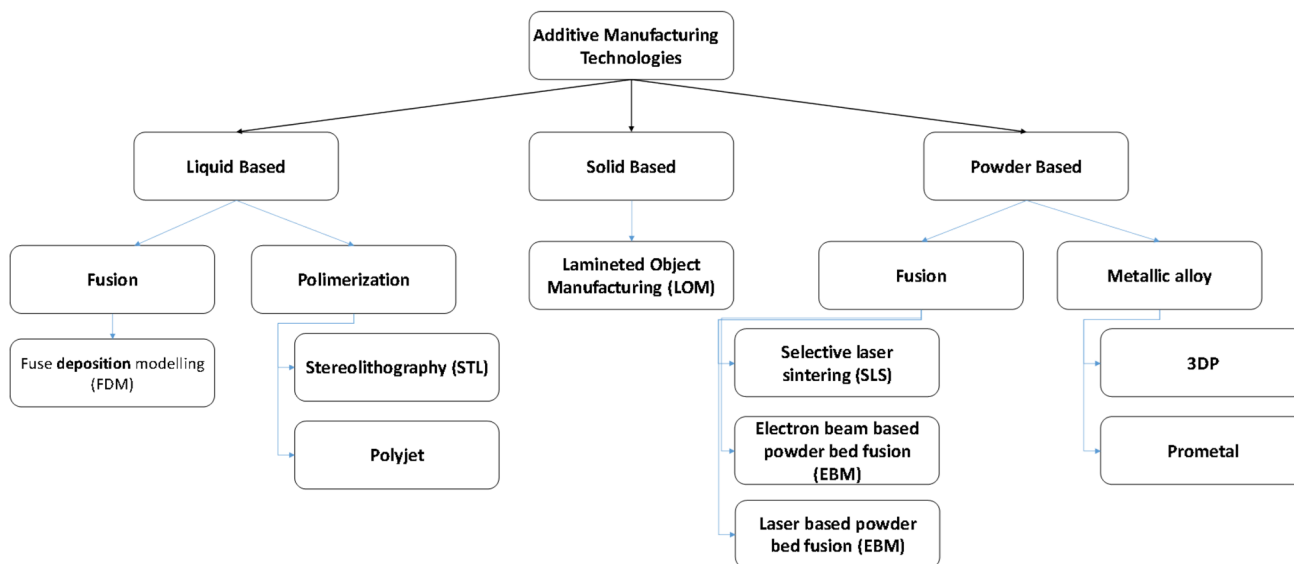 Additive Manufacturing
Technologies
Liquid Based
Solid Based
Powder Based
Fusion
Polimerization
Lamineted Object
Manufacturing (LOM)
Fusion
Metallic alloy
Fuse deposition modelling
(FDM)
Stereolithography (STL)
Polyjet
Selective laser
sintering (SLS)
Electron beam based
powder bed fusion
(EBM)
Laser based powder
bed fusion (EBM)
3DP
Prometal